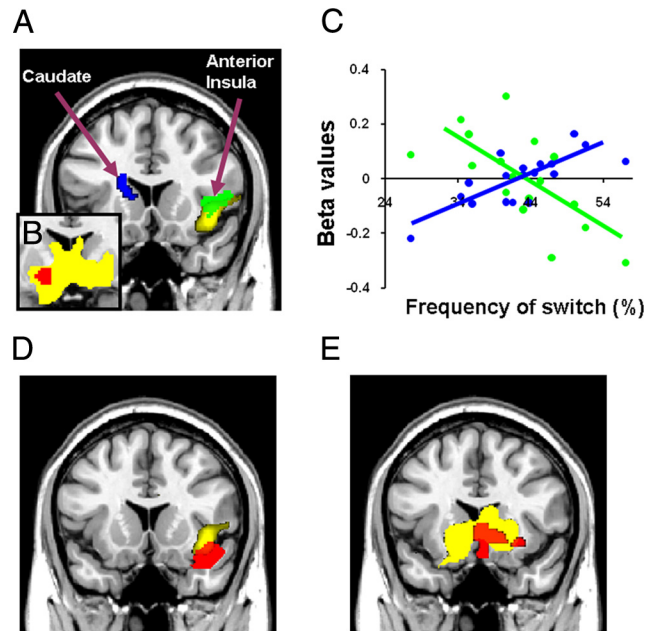 A
Caudate
Anterior
Insula
B
C
0.4
0.2
0
-0.2
-0.4
24
34
44
54
Beta values
Frequency of switch (%)
D
E